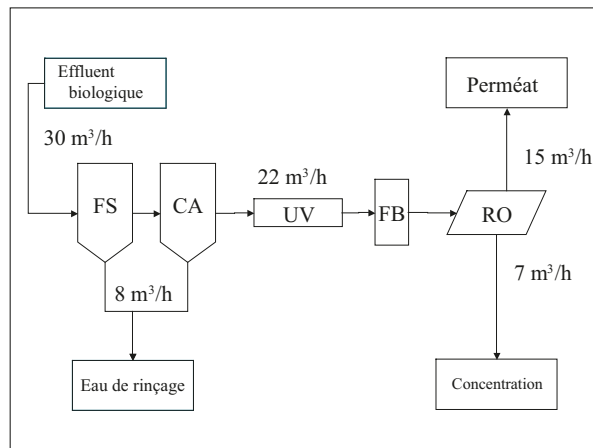 Effluent
biologique
30 m³/h
FS
CA
22 m³/h
UV
FB
RO
Perméat
15 m³/h
7 m³/h
8 m³/h
Eau de rinçage
Concentration